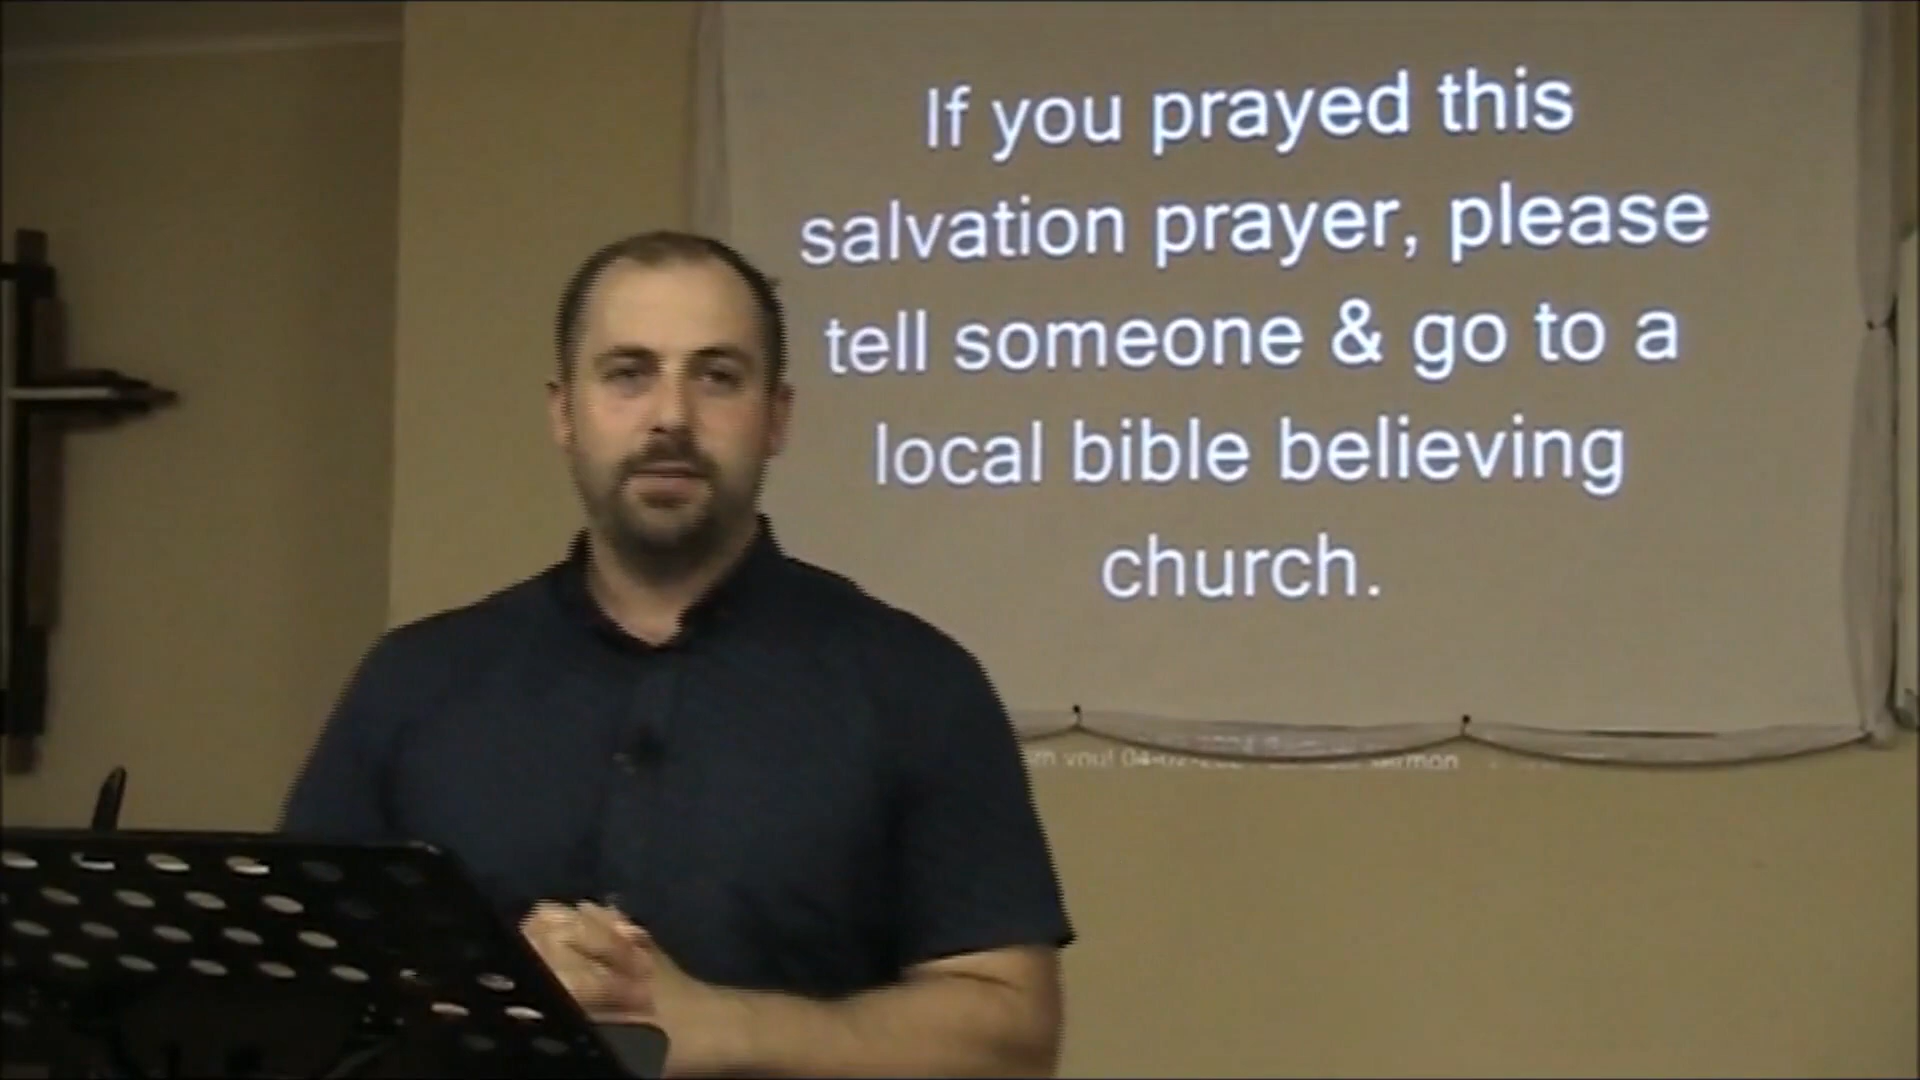 If you prayed this
salvation prayer, please
tell someone & go to a
local bible believing
church.